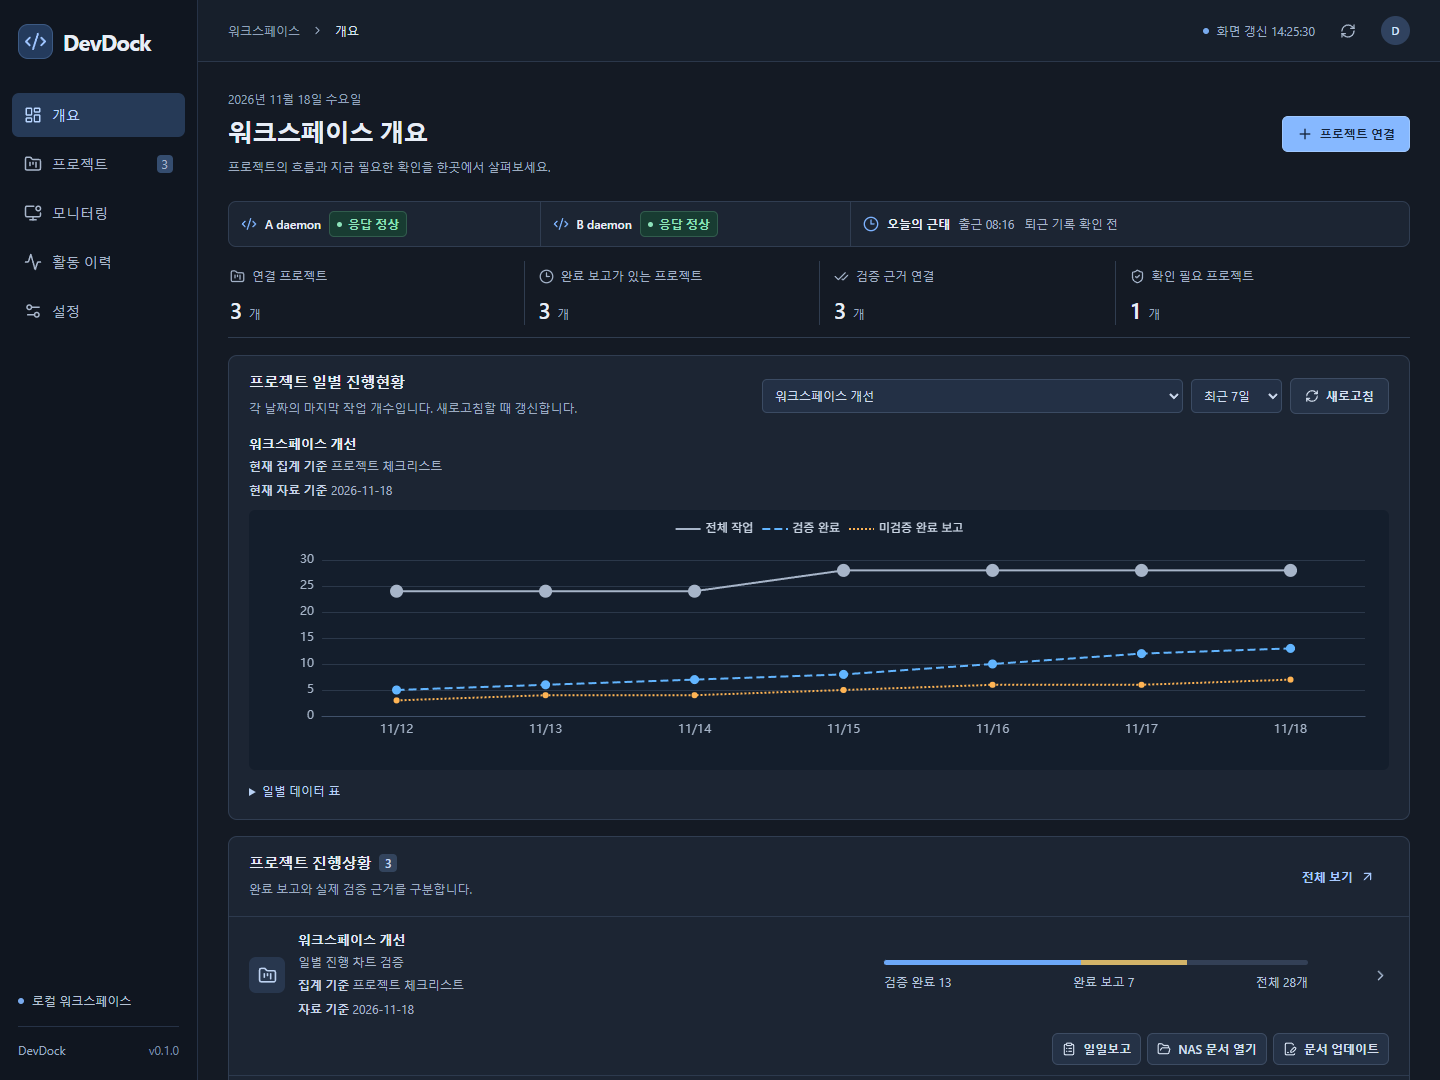 DevDock
개요
프로젝트 3
모니터링
활동 이력
설정
로컬 워크스페이스
DevDock v0.1.0
워크스페이스 > 개요
화면 갱신 14:25:30
D
2026년 11월 18일 수요일
워크스페이스 개요
프로젝트의 흐름과 지금 필요한 확인을 한곳에서 살펴보세요.
프로젝트 연결
A daemon 응답 정상
B daemon 응답 정상
오늘의 근태 출근 08:16 퇴근 기록 확인 전
연결 프로젝트
3 개
완료 보고가 있는 프로젝트
3 개
검증 근거 연결
3 개
확인 필요 프로젝트
1 개
프로젝트 일별 진행현황
각 날짜의 마지막 작업 개수입니다. 새로고침할 때 갱신합니다.
워크스페이스 개선
최근 7일
새로고침
워크스페이스 개선
현재 집계 기준 프로젝트 체크리스트
현재 자료 기준 2026-11-18
전체 작업 검증 완료 미검증 완료 보고
30
25
20
15
10
5
0
11/12 11/13 11/14 11/15 11/16 11/17 11/18
일별 데이터 표
프로젝트 진행상황 3
완료 보고와 실제 검증 근거를 구분합니다.
전체 보기
워크스페이스 개선
일별 진행 차트 검증
집계 기준 프로젝트 체크리스트
자료 기준 2026-11-18
검증 완료 13 완료 보고 7 전체 28개
일일보고
NAS 문서 열기
문서 업데이트